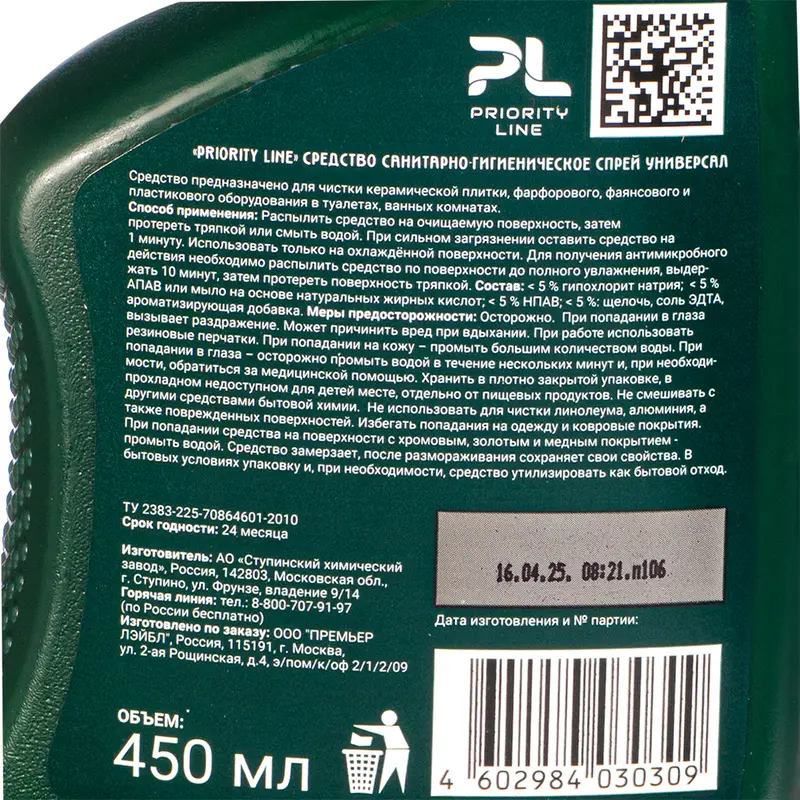 PL
PRIORITY
LINE
«PRIORITY LINE» СРЕДСТВО САНИТАРНО-ГИГИЕНИЧЕСКОЕ СПРЕЙ УНИВЕРСАЛ
Средство предназначено для чистки керамической плитки, фарфорового, фаянсового и
пластикового оборудования в туалетах, ванных комнатах.
Способ применения: Распылить средство на очищаемую поверхность, затем
протереть тряпкой или смыть водой. При сильном загрязнении оставить средство на
1 минуту. Использовать только на охлаждённой поверхности. Для получения антимикробного
действия необходимо распылить средство по поверхности до полного увлажнения, выдер-
жать 10 минут, затем протереть поверхность тряпкой. Состав: < 5 % гипохлорит натрия; < 5 %
АПАВ или мыло на основе натуральных жирных кислот; < 5 % НПАВ; < 5 %: щелочь, соль ЭДТА,
ароматизирующая добавка. Меры предосторожности: Осторожно. При попадании в глаза
вызывает раздражение. Может причинить вред при вдыхании. При работе использовать
резиновые перчатки. При попадании на кожу – промыть большим количеством воды. При
попадании в глаза – осторожно промыть водой в течение нескольких минут и, при необходи-
мости, обратиться за медицинской помощью. Хранить в плотно закрытой упаковке, в
прохладном недоступном для детей месте, отдельно от пищевых продуктов. Не смешивать с
другими средствами бытовой химии. Не использовать для чистки линолеума, алюминия, а
также поврежденных поверхностей. Избегать попадания на одежду и ковровые покрытия.
При попадании средства на поверхности с хромовым, золотым и медным покрытием -
промыть водой. Средство замерзает, после размораживания сохраняет свои свойства. В
бытовых условиях упаковку и, при необходимости, средство утилизировать как бытовой отход.
ТУ 2383-225-70864601-2010
Срок годности: 24 месяца
Изготовитель: АО «Ступинский химический
завод», Россия, 142803, Московская обл.,
г. Ступино, ул. Фрунзе, владение 9/14
Горячая линия: тел.: 8-800-707-91-97
(по России бесплатно)
Изготовлено по заказу: ООО "ПРЕМЬЕР
ЛЭЙБЛ", Россия, 115191, г. Москва,
ул. 2-ая Рощинская, д.4, э/пом/к/оф 2/1/2/09
16.04.25. 08:21.п106
Дата изготовления и № партии:
ОБЪЕМ:
450 МЛ
4 602984 030309